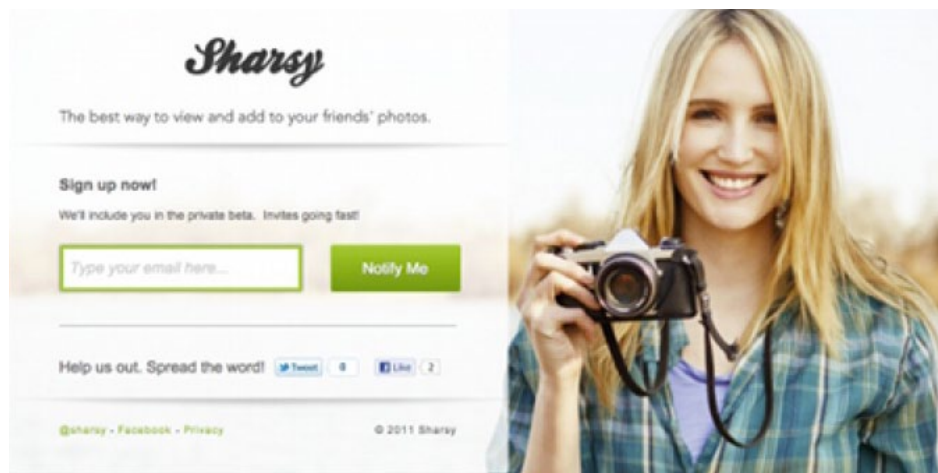 Sharsy
The best way to view and add to your friends' photos.
Sign up now!
We'll include you in the private beta. Invites going fast!
Type your email here...
Notify Me
Help us out. Spread the word! Tweet 0 Like 2
@sharsy - Facebook - Privacy
© 2011 Sharsy